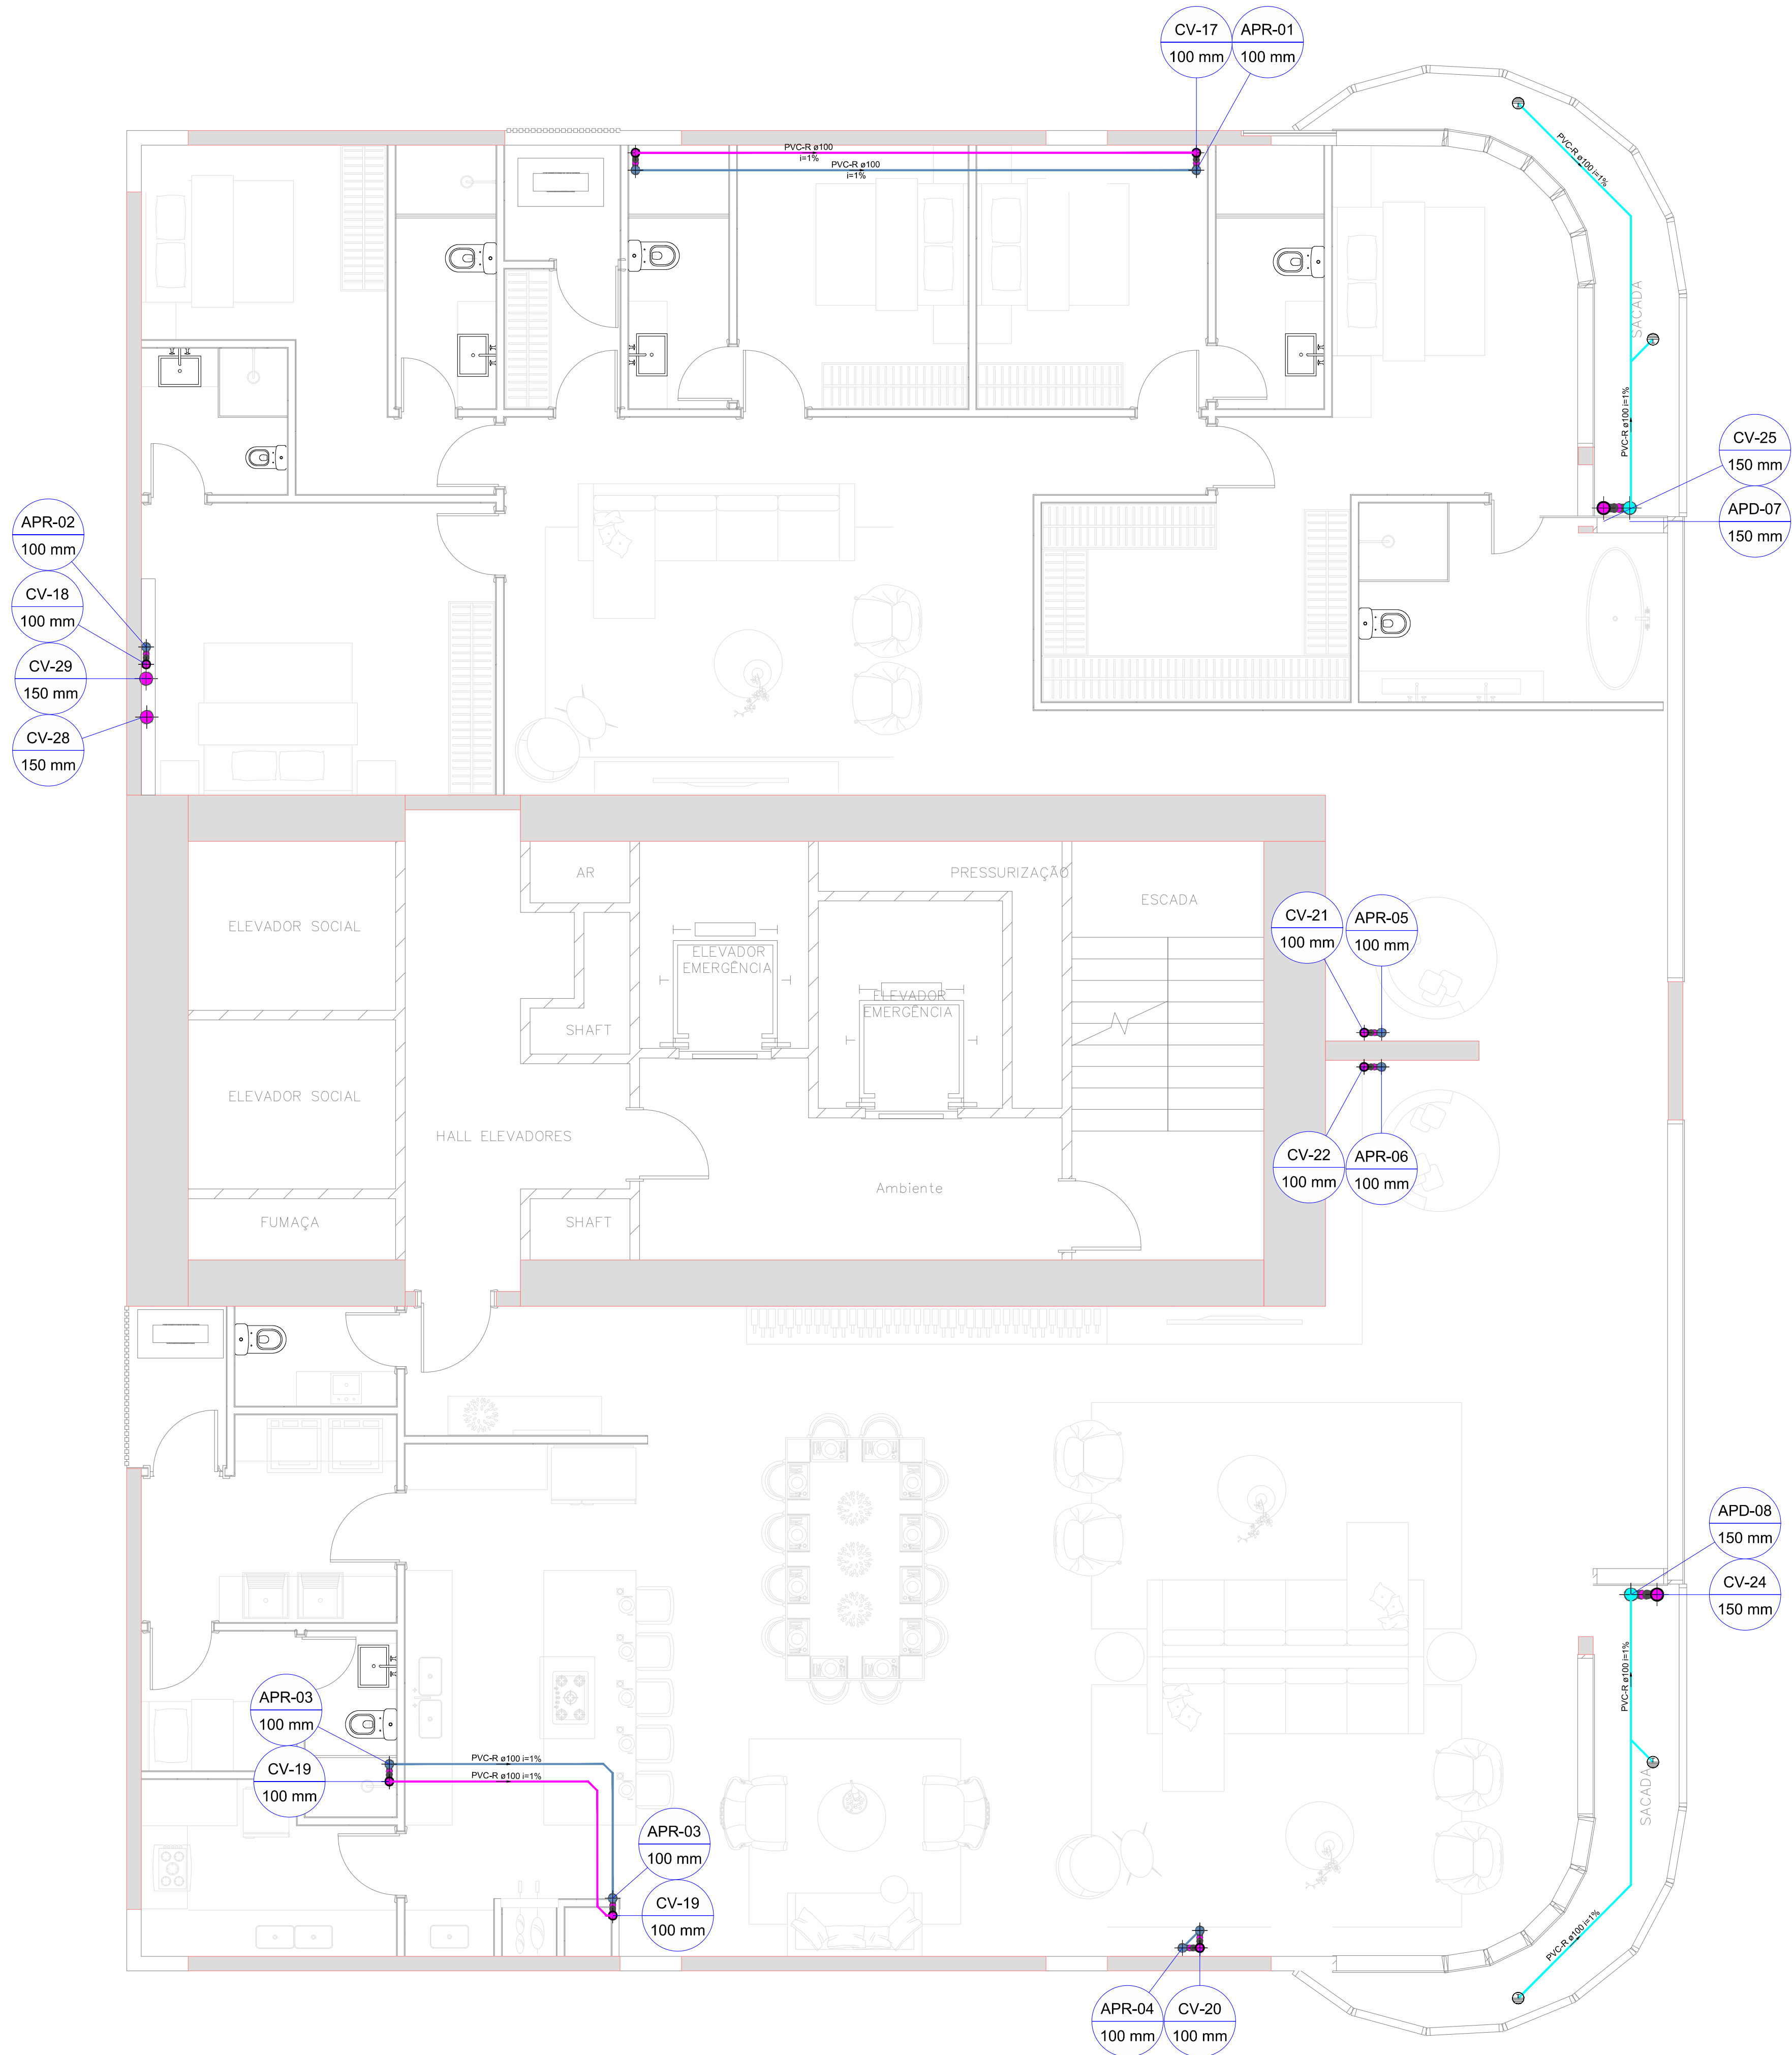 CV-17
100 mm
APR-01
100 mm
PVC-R ø100
i=1%
PVC-R ø100
i=1%
PVC-R ø100 i=1%
SACADA
PVC-R ø100 i=1%
CV-25
150 mm
APD-07
150 mm
APR-02
100 mm
CV-18
100 mm
CV-29
150 mm
CV-28
150 mm
AR
PRESSURIZAÇÃO
ESCADA
ELEVADOR SOCIAL
ELEVADOR
EMERGÊNCIA
CV-21
100 mm
APR-05
100 mm
ELEVADOR
EMERGÊNCIA
SHAFT
ELEVADOR SOCIAL
HALL ELEVADORES
CV-22
100 mm
APR-06
100 mm
Ambiente
FUMAÇA
SHAFT
APD-08
150 mm
CV-24
150 mm
PVC-R ø100 i=1%
APR-03
100 mm
CV-19
100 mm
PVC-R ø100 i=1%
PVC-R ø100 i=1%
SACADA
APR-03
100 mm
CV-19
100 mm
PVC-R ø100 i=1%
APR-04
100 mm
CV-20
100 mm